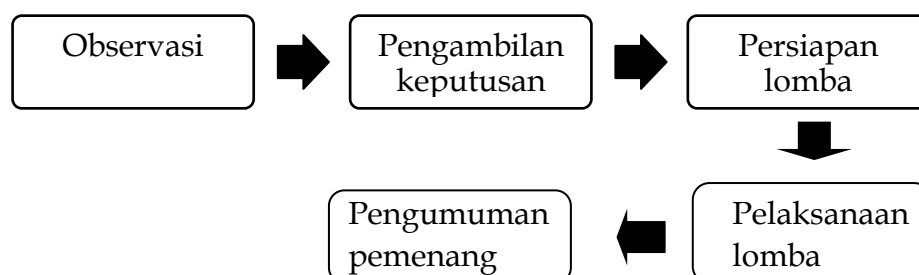 Observasi
Pengambilan
keputusan
Persiapan
lomba
Pelaksanaan
lomba
Pengumuman
pemenang